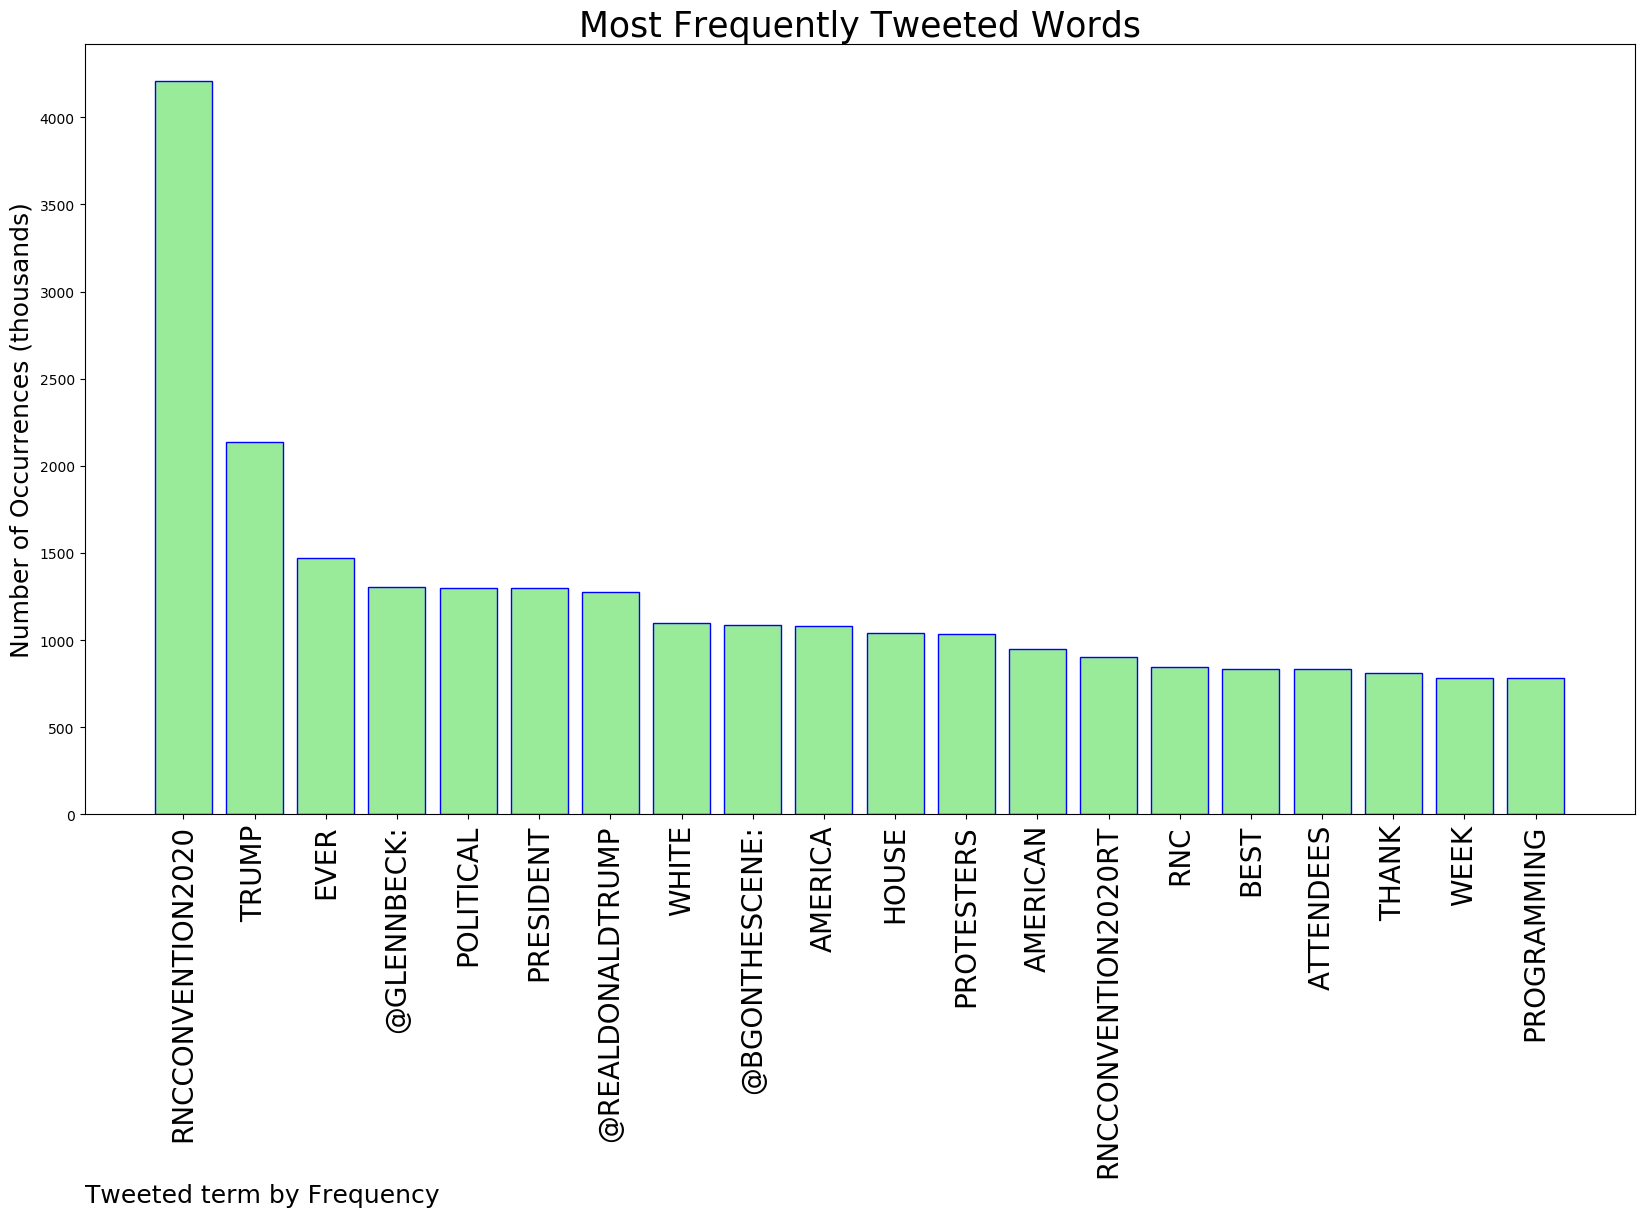 Most Frequently Tweeted Words
Number of Occurrences (thousands)
4000
3500
3000
2500
2000
1500
1000
500
0
RNCCONVENTION2020
TRUMP
EVER
@GLENNBECK:
POLITICAL
PRESIDENT
@REALDONALDTRUMP
WHITE
@BGONTHESCENE:
AMERICA
HOUSE
PROTESTERS
AMERICAN
RNCCONVENTION2020RT
RNC
BEST
ATTENDEES
THANK
WEEK
PROGRAMMING
Tweeted term by Frequency